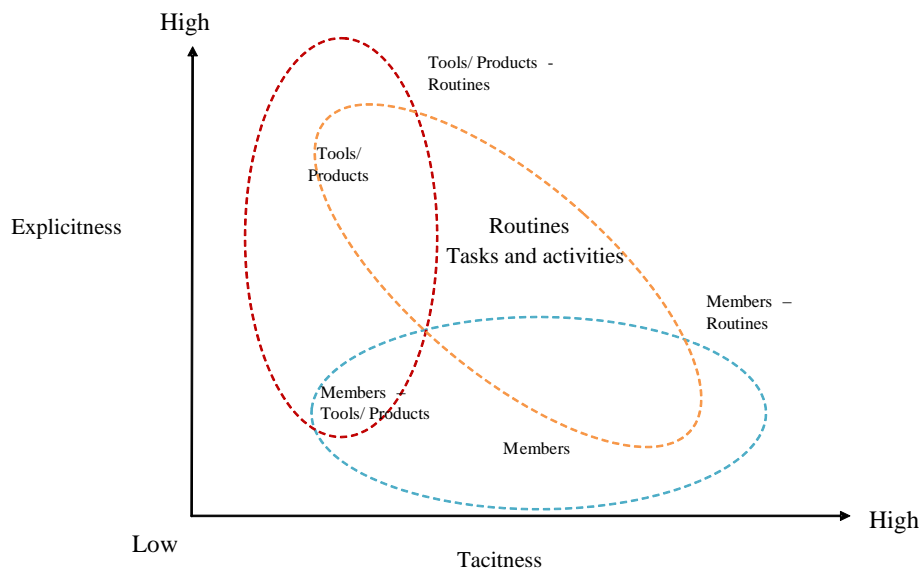 High
Tools/ Products -
Routines
Tools/
Products
Explicitness
Routines
Tasks and activities
Members –
Routines
Members –
Tools/ Products
Members
High
Low
Tacitness